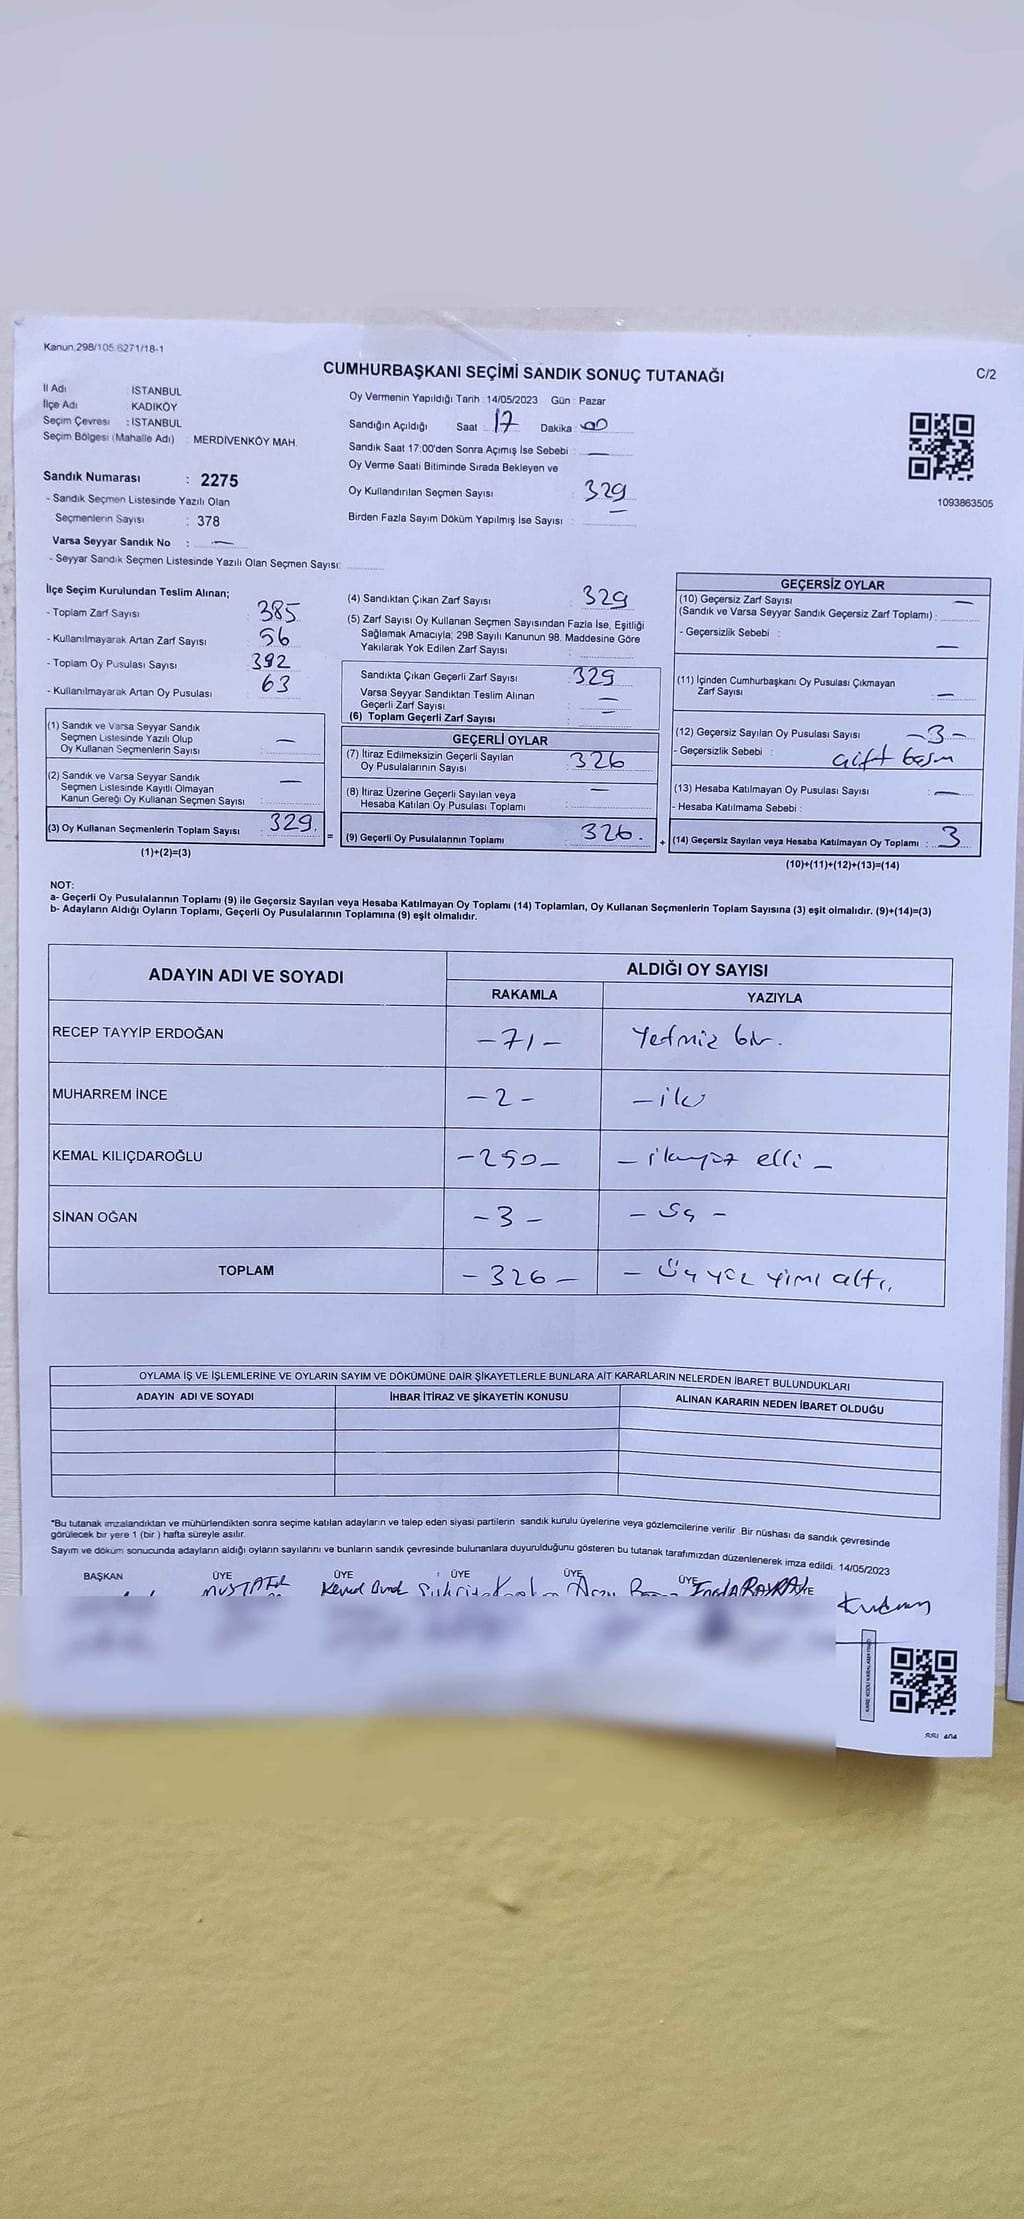 Kanun 298/105 6271/18-1
CUMHURBAŞKANI SEÇİMİ SANDIK SONUÇ TUTANAĞI
C/2
İl Adı İSTANBUL
İlçe Adı KADIKÖY
Seçim Çevresi : İSTANBUL
Seçim Bölgesi (Mahalle Adı) : MERDİVENKÖY MAH.
Oy Vermenin Yapıldığı Tarih : 14/05/2023 Gün : Pazar
Sandığın Açıldığı Saat : 17 Dakika : 00
Sandık Saat 17:00'den Sonra Açımış İse Sebebi : —
Oy Verme Saati Bitiminde Sırada Bekleyen ve
Oy Kullandırılan Seçmen Sayısı : 329
Birden Fazla Sayım Döküm Yapılmış İse Sayısı :
1093863505
Sandık Numarası : 2275
- Sandık Seçmen Listesinde Yazılı Olan
Seçmenlerin Sayısı : 378
Varsa Seyyar Sandık No : —
- Seyyar Sandık Seçmen Listesinde Yazılı Olan Seçmen Sayısı:
İlçe Seçim Kurulundan Teslim Alınan;
- Toplam Zarf Sayısı 385
- Kullanılmayarak Artan Zarf Sayısı 56
- Toplam Oy Pusulası Sayısı 392
- Kullanılmayarak Artan Oy Pusulası 63
(1) Sandık ve Varsa Seyyar Sandık
Seçmen Listesinde Yazılı Olup
Oy Kullanan Seçmenlerin Sayısı : —
(2) Sandık ve Varsa Seyyar Sandık
Seçmen Listesinde Kayıtlı Olmayan
Kanun Gereği Oy Kullanan Seçmen Sayısı : —
(3) Oy Kullanan Seçmenlerin Toplam Sayısı : 329.
(1)+(2)=(3)
=
(4) Sandıktan Çıkan Zarf Sayısı : 329
(5) Zarf Sayısı Oy Kullanan Seçmen Sayısından Fazla İse, Eşitliği
Sağlamak Amacıyla; 298 Sayılı Kanunun 98. Maddesine Göre
Yakılarak Yok Edilen Zarf Sayısı :
Sandıkta Çıkan Geçerli Zarf Sayısı : 329
Varsa Seyyar Sandıktan Teslim Alınan
Geçerli Zarf Sayısı : —
(6) Toplam Geçerli Zarf Sayısı : —
GEÇERLİ OYLAR
(7) İtiraz Edilmeksizin Geçerli Sayılan
Oy Pusulalarının Sayısı : 326
(8) İtiraz Üzerine Geçerli Sayılan veya
Hesaba Katılan Oy Pusulası Toplamı : —
(9) Geçerli Oy Pusulalarının Toplamı : 326.
+
GEÇERSİZ OYLAR
(10) Geçersiz Zarf Sayısı
(Sandık ve Varsa Seyyar Sandık Geçersiz Zarf Toplamı) : —
- Geçersizlik Sebebi : —
(11) İçinden Cumhurbaşkanı Oy Pusulası Çıkmayan
Zarf Sayısı : —
(12) Geçersiz Sayılan Oy Pusulası Sayısı : -3-
- Geçersizlik Sebebi : çift basım
(13) Hesaba Katılmayan Oy Pusulası Sayısı : —
- Hesaba Katılmama Sebebi :
(14) Geçersiz Sayılan veya Hesaba Katılmayan Oy Toplamı : 3
(10)+(11)+(12)+(13)=(14)
NOT:
a- Geçerli Oy Pusulalarının Toplamı (9) ile Geçersiz Sayılan veya Hesaba Katılmayan Oy Toplamı (14) Toplamları, Oy Kullanan Seçmenlerin Toplam Sayısına (3) eşit olmalıdır. (9)+(14)=(3)
b- Adayların Aldığı Oyların Toplamı, Geçerli Oy Pusulalarının Toplamına (9) eşit olmalıdır.
ADAYIN ADI VE SOYADI ALDIĞI OY SAYISI
RAKAMLA YAZIYLA
RECEP TAYYİP ERDOĞAN -71- Yetmiş bir.
MUHARREM İNCE -2- -iki
KEMAL KILIÇDAROĞLU -250- -ikiyüz elli-
SİNAN OĞAN -3- -Üç-
TOPLAM -326- -Üçyüz yirmi altı.
OYLAMA İŞ VE İŞLEMLERİNE VE OYLARIN SAYIM VE DÖKÜMÜNE DAİR ŞİKAYETLERLE BUNLARA AİT KARARLARIN NELERDEN İBARET BULUNDUKLARI
ADAYIN ADI VE SOYADI İHBAR İTİRAZ VE ŞİKAYETİN KONUSU ALINAN KARARIN NEDEN İBARET OLDUĞU
*Bu tutanak imzalandıktan ve mühürlendikten sonra seçime katılan adayların ve talep eden siyasi partilerin sandık kurulu üyelerine veya gözlemcilerine verilir. Bir nüshası da sandık çevresinde
görülecek bir yere 1 (bir) hafta süreyle asılır.
Sayım ve döküm sonucunda adayların aldığı oyların sayılarını ve bunların sandık çevresinde bulunanlara duyurulduğunu gösteren bu tutanak tarafımızdan düzenlenerek imza edildi. 14/05/2023
BAŞKAN ÜYE ÜYE ÜYE ÜYE ÜYE
MUSTAFA